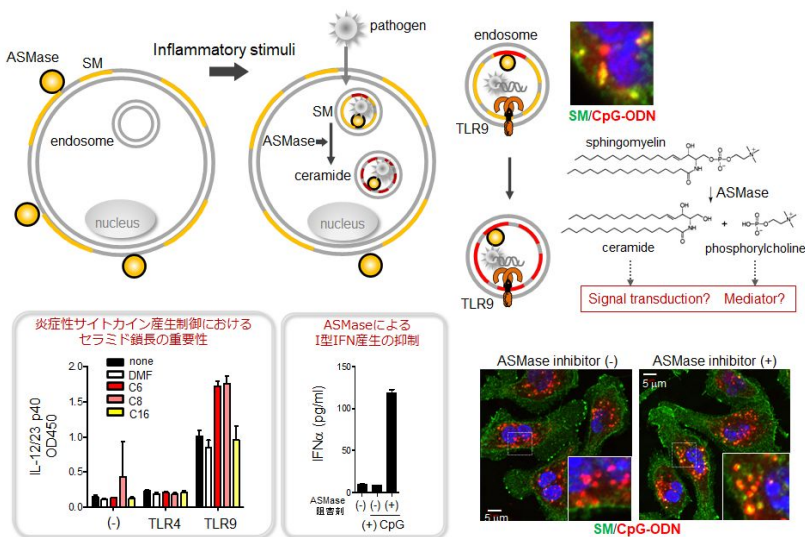 pathogen
Inflammatory stimuli
ASMase
SM
endosome
nucleus
SM
ASMase
ceramide
nucleus
endosome
TLR9
TLR9
SM/CpG-ODN
sphingomyelin
ASMase
+
ceramide
phosphorylcholine
Signal transduction?
Mediator?
炎症性サイトカイン産生制御における
セラミド鎖長の重要性
none
DMF
C6
C8
C16
IL-12/23 p40
OD450
2.0
1.5
1.0
0.5
0.0
(-)
TLR4
TLR9
ASMaseによる
I型IFN産生の抑制
IFNα (pg/ml)
150
100
50
0
ASMase
阻害剤
(-) (-) (+)
(+) CpG
ASMase inhibitor (-)
ASMase inhibitor (+)
5 μm
5 μm
SM/CpG-ODN